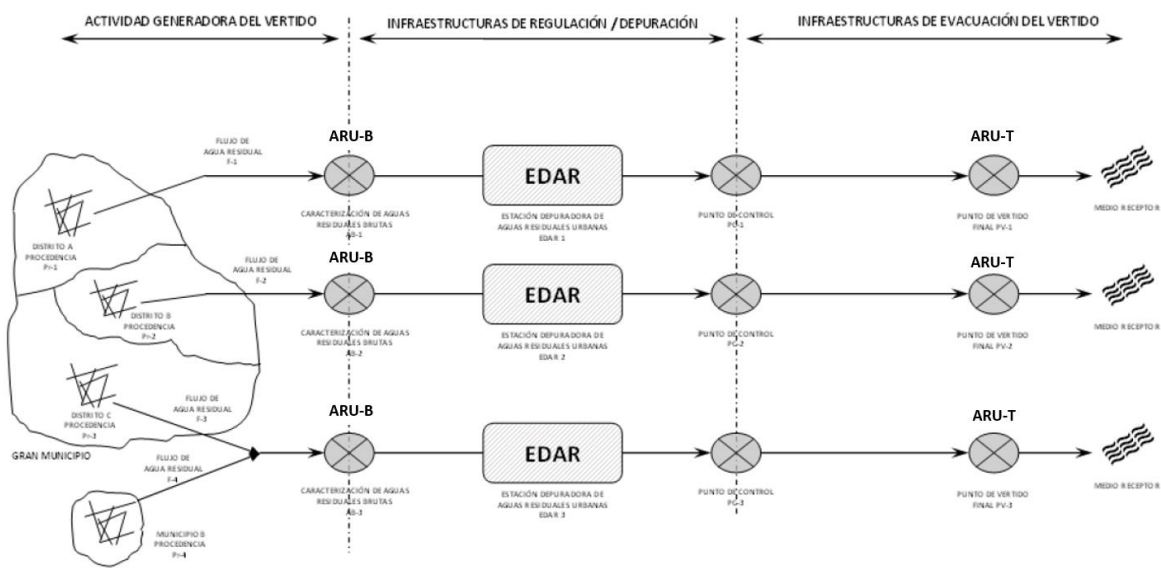 ACTIVIDAD GENERADORA DEL VERTIDO
INFRAESTRUCTURAS DE REGULACIÓN / DEPURACIÓN
INFRAESTRUCTURAS DE EVACUACIÓN DEL VERTIDO
FLUJO DE
AGUA RESIDUAL
F-1
ARU-B
EDAR
ARU-T
CARACTERIZACIÓN DE AGUAS
RESIDUALES BRUTAS
AB-1
ESTACIÓN DEPURADORA DE
AGUAS RESIDUALES URBANAS
EDAR 1
PUNTO DE CONTROL
PC-1
PUNTO DE VERTIDO
FINAL PV-1
MEDIO RECEPTOR
DISTRITO A
PROCEDENCIA
Pr-1
FLUJO DE
AGUA RESIDUAL
F-2
ARU-B
EDAR
ARU-T
DISTRITO B
PROCEDENCIA
Pr-2
CARACTERIZACIÓN DE AGUAS
RESIDUALES BRUTAS
AB-2
ESTACIÓN DEPURADORA DE
AGUAS RESIDUALES URBANAS
EDAR 2
PUNTO DE CONTROL
PC-2
PUNTO DE VERTIDO
FINAL PV-2
MEDIO RECEPTOR
DISTRITO C
PROCEDENCIA
Pr-3
FLUJO DE
AGUA RESIDUAL
F-3
ARU-B
EDAR
ARU-T
GRAN MUNICIPIO
FLUJO DE
AGUA RESIDUAL
F-4
CARACTERIZACIÓN DE AGUAS
RESIDUALES BRUTAS
AB-3
ESTACIÓN DEPURADORA DE
AGUAS RESIDUALES URBANAS
EDAR 3
PUNTO DE CONTROL
PC-3
PUNTO DE VERTIDO
FINAL PV-3
MEDIO RECEPTOR
MUNICIPIO B
PROCEDENCIA
Pr-4